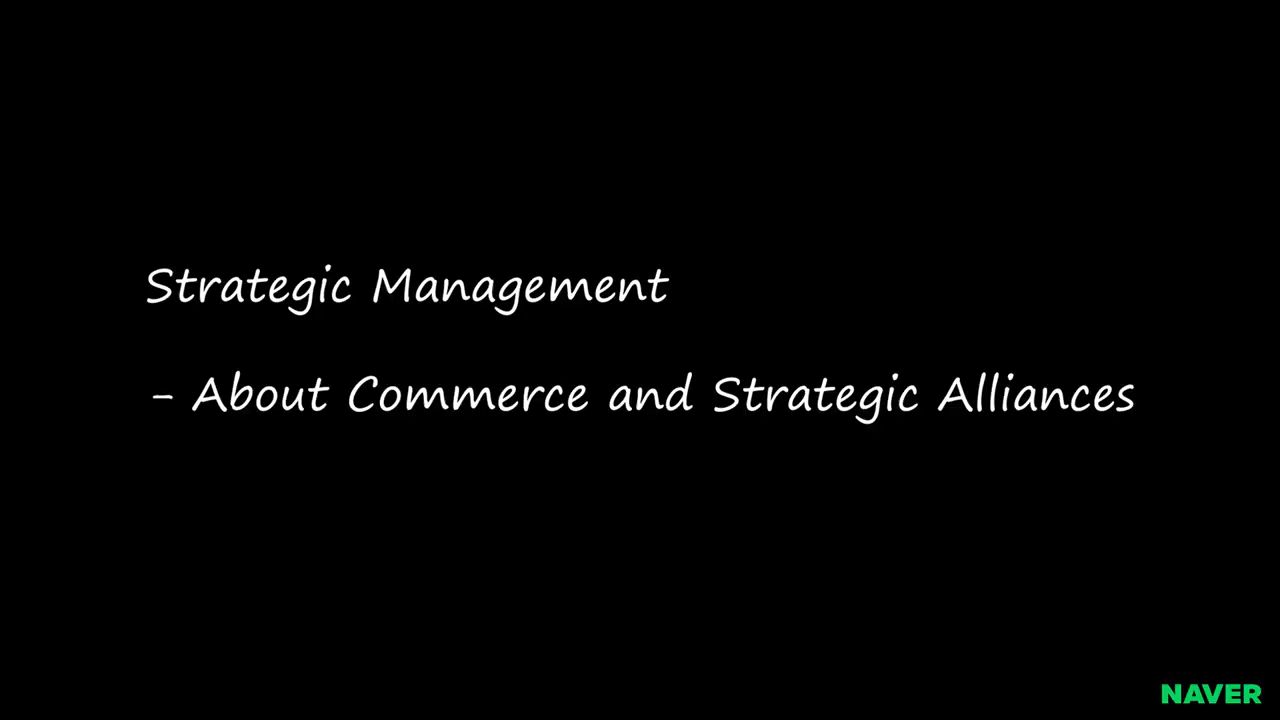 Strategic Management
- About Commerce and Strategic Alliances
NAVER